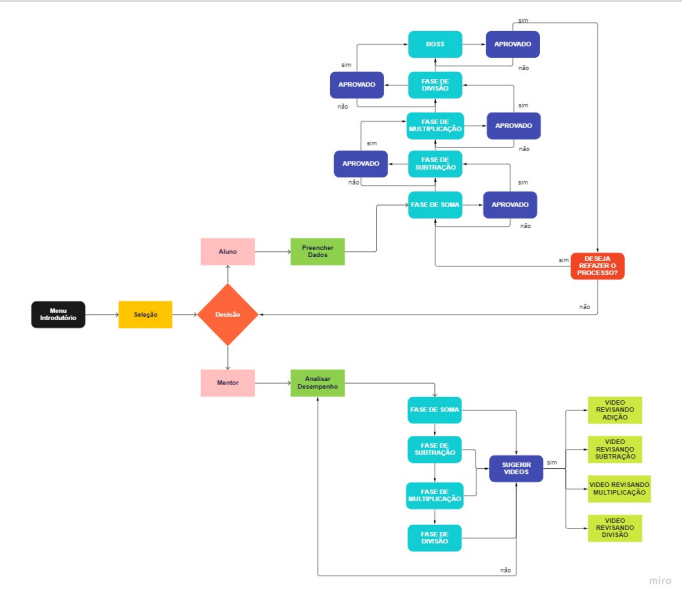 sim
BOSS
APROVADO
sim
não
APROVADO
FASE DE
DIVISÃO
não
sim
FASE DE
MULTIPLICAÇÃO
APROVADO
sim
não
APROVADO
FASE DE
SUBTRAÇÃO
não
sim
FASE DE SOMA
APROVADO
não
Aluno
Preencher
Dados
sim
DESEJA
REFAZER O
PROCESSO?
não
Menu
Introdutório
Seleção
Decisão
Mentor
Analisar
Desempenho
FASE DE SOMA
FASE DE
SUBTRAÇÃO
FASE DE
MULTIPLICAÇÃO
FASE DE
DIVISÃO
SUGERIR
VIDEOS
sim
não
VIDEO
REVISANDO
ADIÇÃO
VIDEO
REVISANDO
SUBTRAÇÃO
VIDEO REVISANDO
MULTIPLICAÇÃO
VIDEO
REVISANDO
DIVISÃO
miro